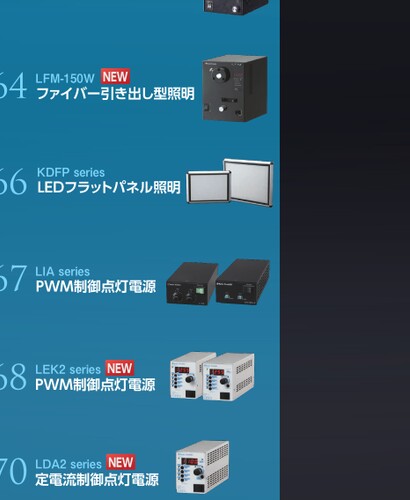 64 LFM-150W NEW
ファイバー引き出し型照明
66 KDFP series
LEDフラットパネル照明
67 LIA series
PWM制御点灯電源
68 LEK2 series NEW
PWM制御点灯電源
70 LDA2 series NEW
定電流制御点灯電源